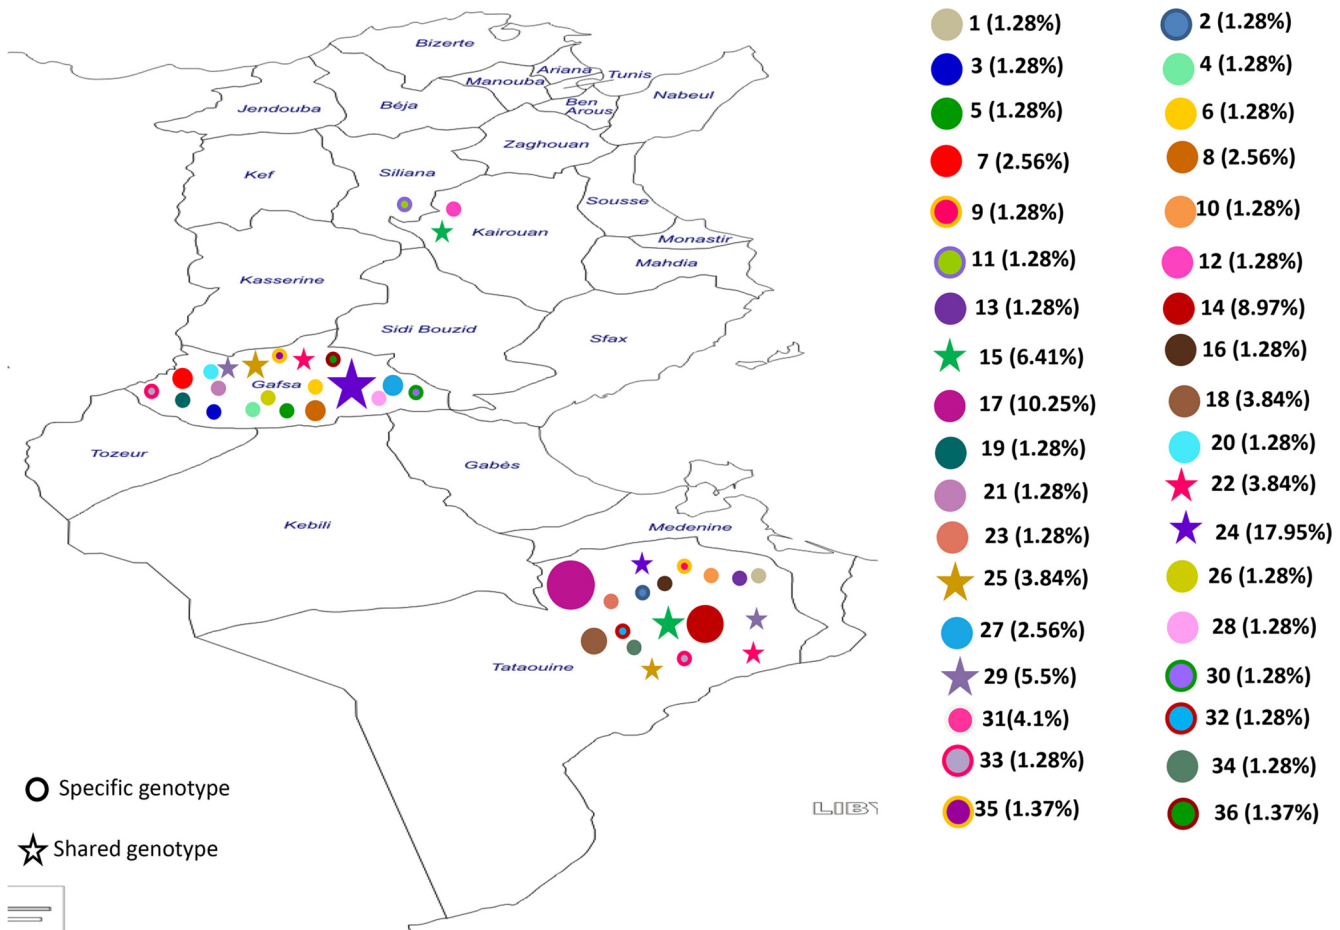 Bizerte
Ariana
Tunis
Manouba
Nabeul
Jendouba
Béja
Ben
Arous
Zaghouan
Kef
Siliana
Sousse
Kairouan
Monastir
Mahdia
Kasserine
Sidi Bouzid
Sfax
Gafsa
Tozeur
Gabès
Kebili
Medenine
Tataouine
Specific genotype
Shared genotype
1 (1.28%)
2 (1.28%)
3 (1.28%)
4 (1.28%)
5 (1.28%)
6 (1.28%)
7 (2.56%)
8 (2.56%)
9 (1.28%)
10 (1.28%)
11 (1.28%)
12 (1.28%)
13 (1.28%)
14 (8.97%)
15 (6.41%)
16 (1.28%)
17 (10.25%)
18 (3.84%)
19 (1.28%)
20 (1.28%)
21 (1.28%)
22 (3.84%)
23 (1.28%)
24 (17.95%)
25 (3.84%)
26 (1.28%)
27 (2.56%)
28 (1.28%)
29 (5.5%)
30 (1.28%)
31(4.1%)
32 (1.28%)
33 (1.28%)
34 (1.28%)
35 (1.37%)
36 (1.37%)